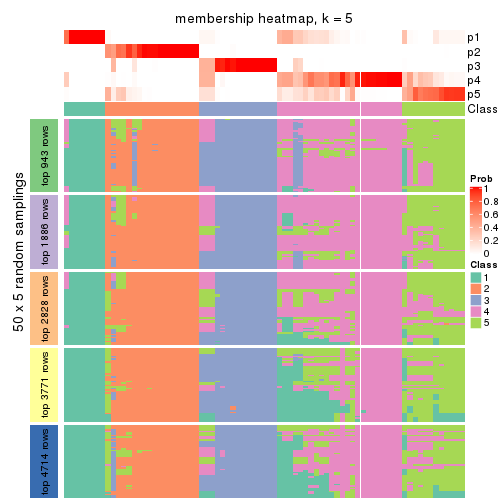 membership heatmap, k = 5
p1
p2
p3
p4
p5
Class
50 x 5 random samplings
top 943 rows
top 1886 rows
top 2828 rows
top 3771 rows
top 4714 rows
Prob
1
0.8
0.6
0.4
0.2
0
Class
1
2
3
4
5